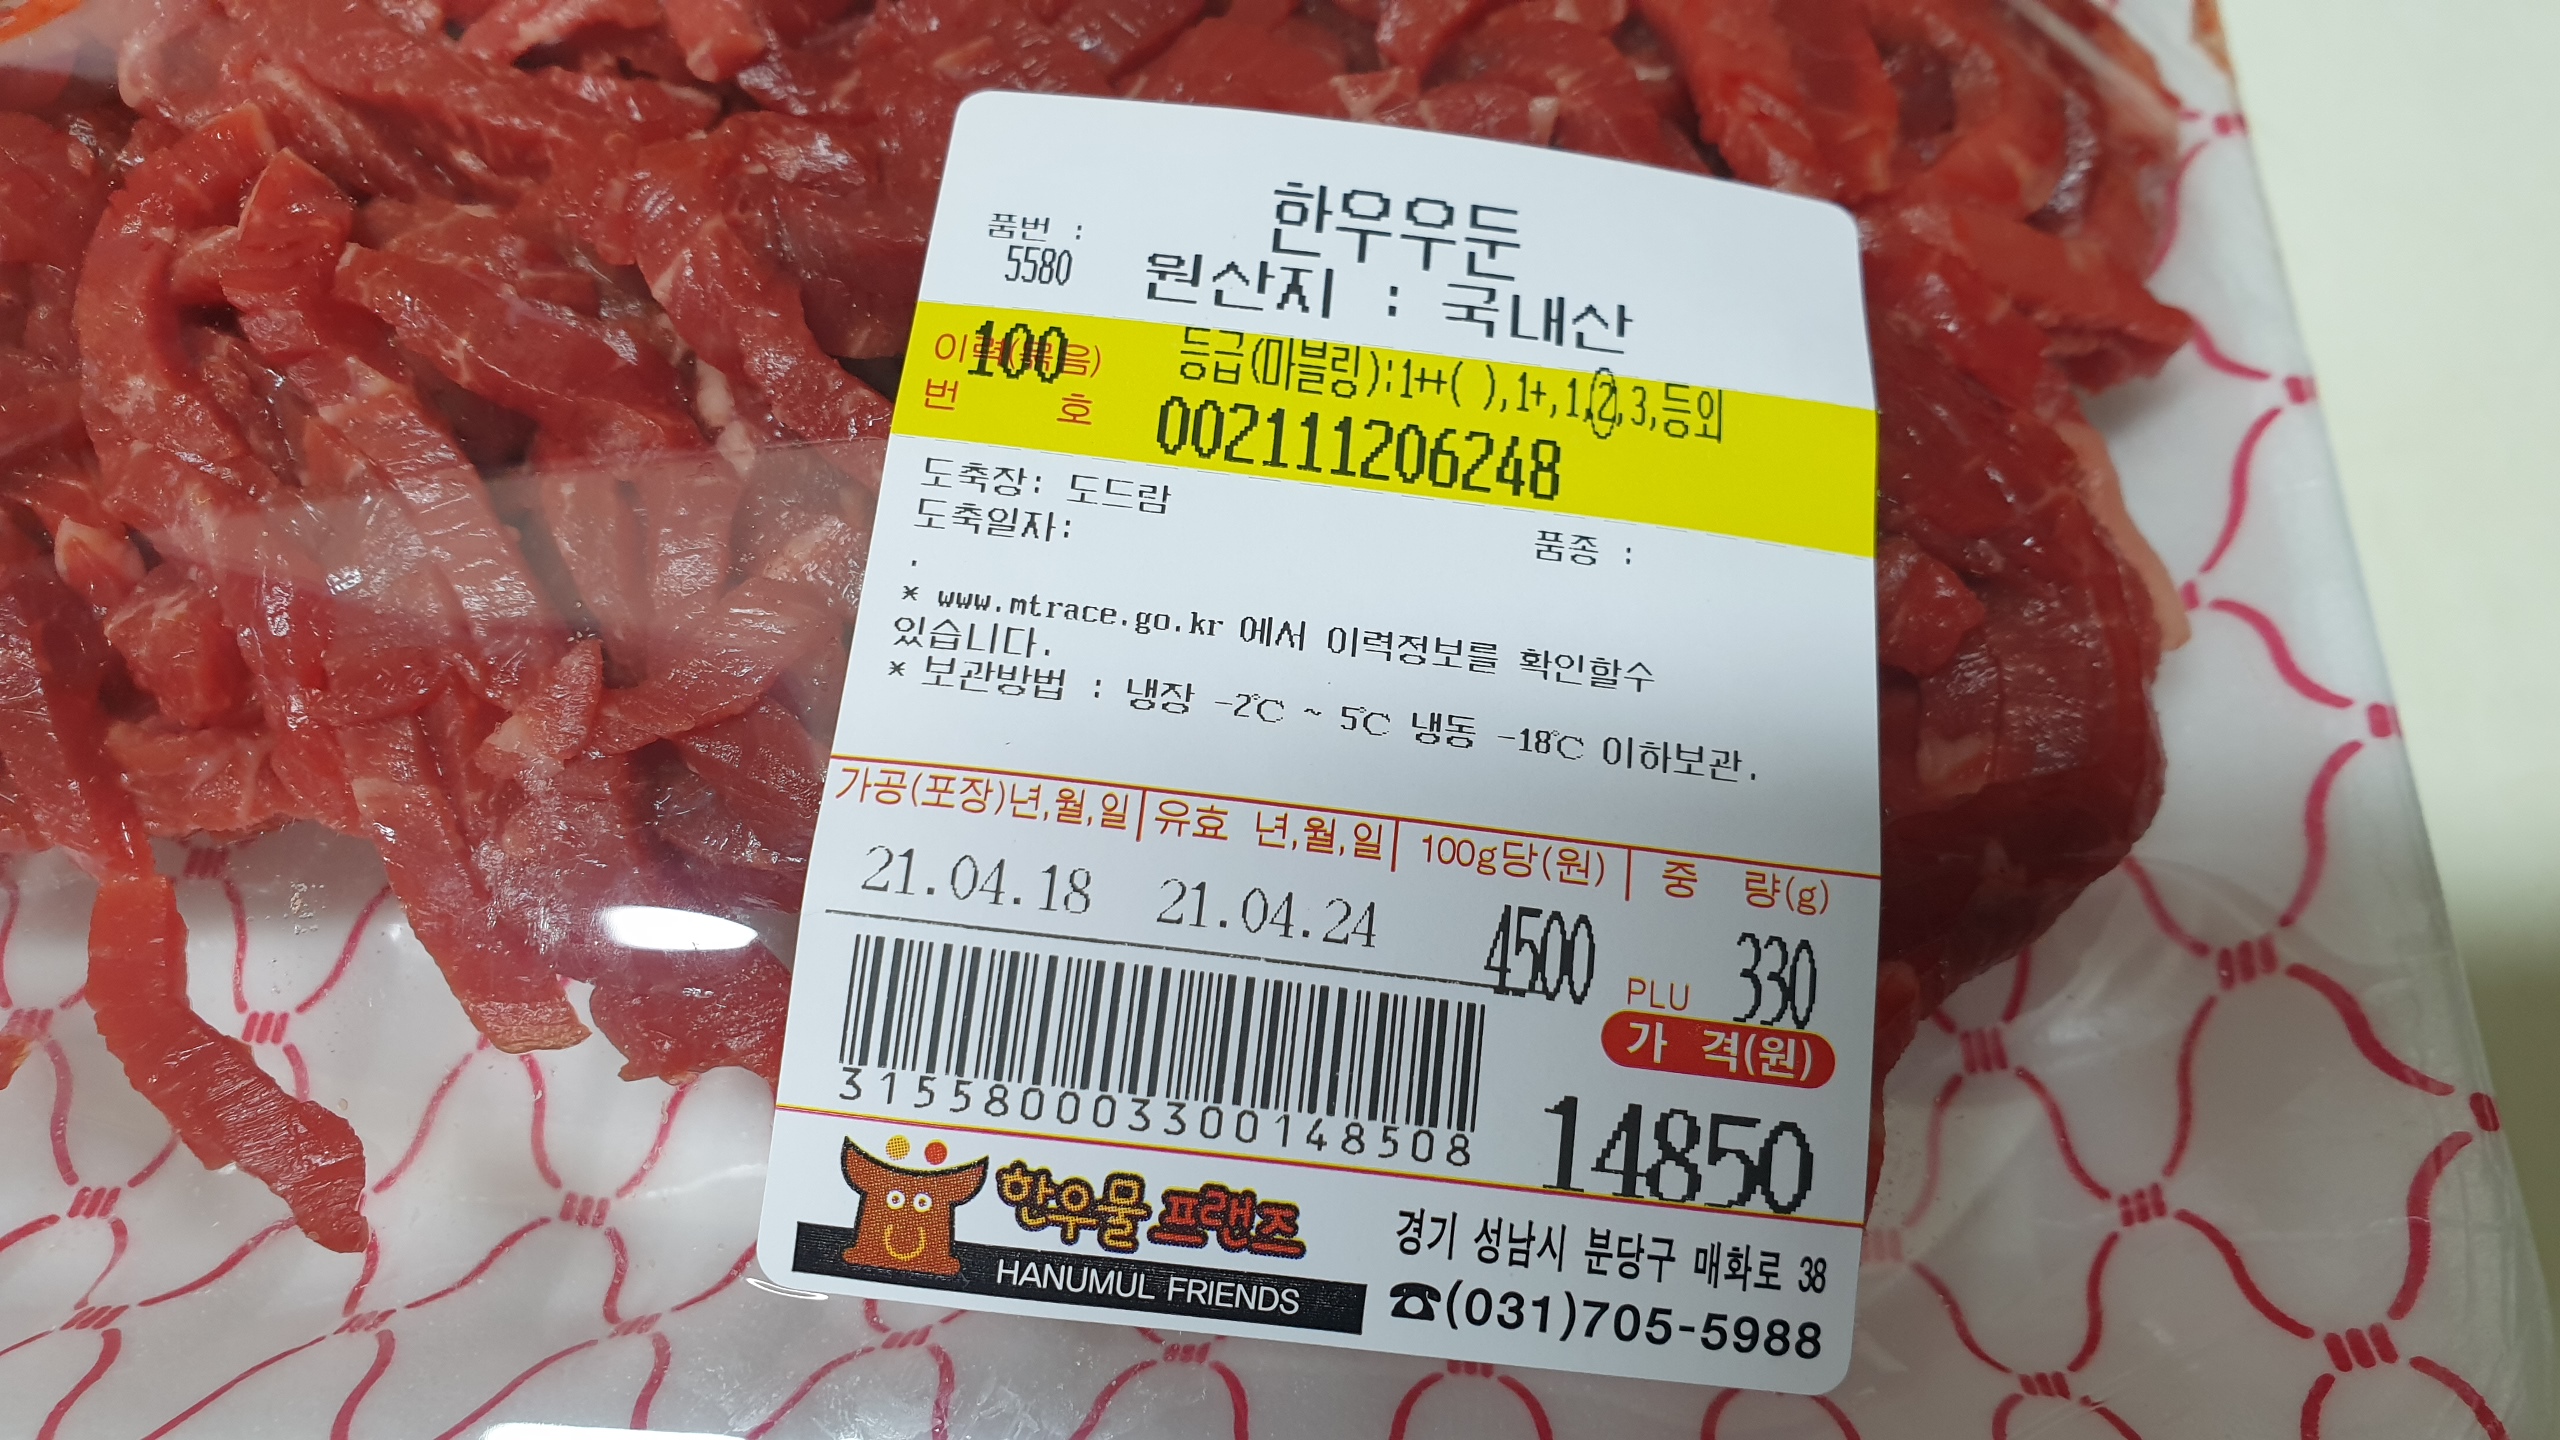 한우우둔
품번 :
5580
원산지 : 국내산
이력(묶음)
번 호
100
등급(마블링):1++( ),1+,1,2,3,등외
002111206248
도축장: 도드람
도축일자:
품종 :
.
* www.mtrace.go.kr 에서 이력정보를 확인할수
있습니다.
* 보관방법 : 냉장 -2℃ ~ 5℃ 냉동 -18℃ 이하보관.
가공(포장)년,월,일 유효 년,월,일 100g당(원) 중 량(g)
21.04.18 21.04.24 4500 PLU 330
가 격(원)
315580003300148508
14850
한우물 프랜즈
HANUMUL FRIENDS
경기 성남시 분당구 매화로 38
☎(031)705-5988